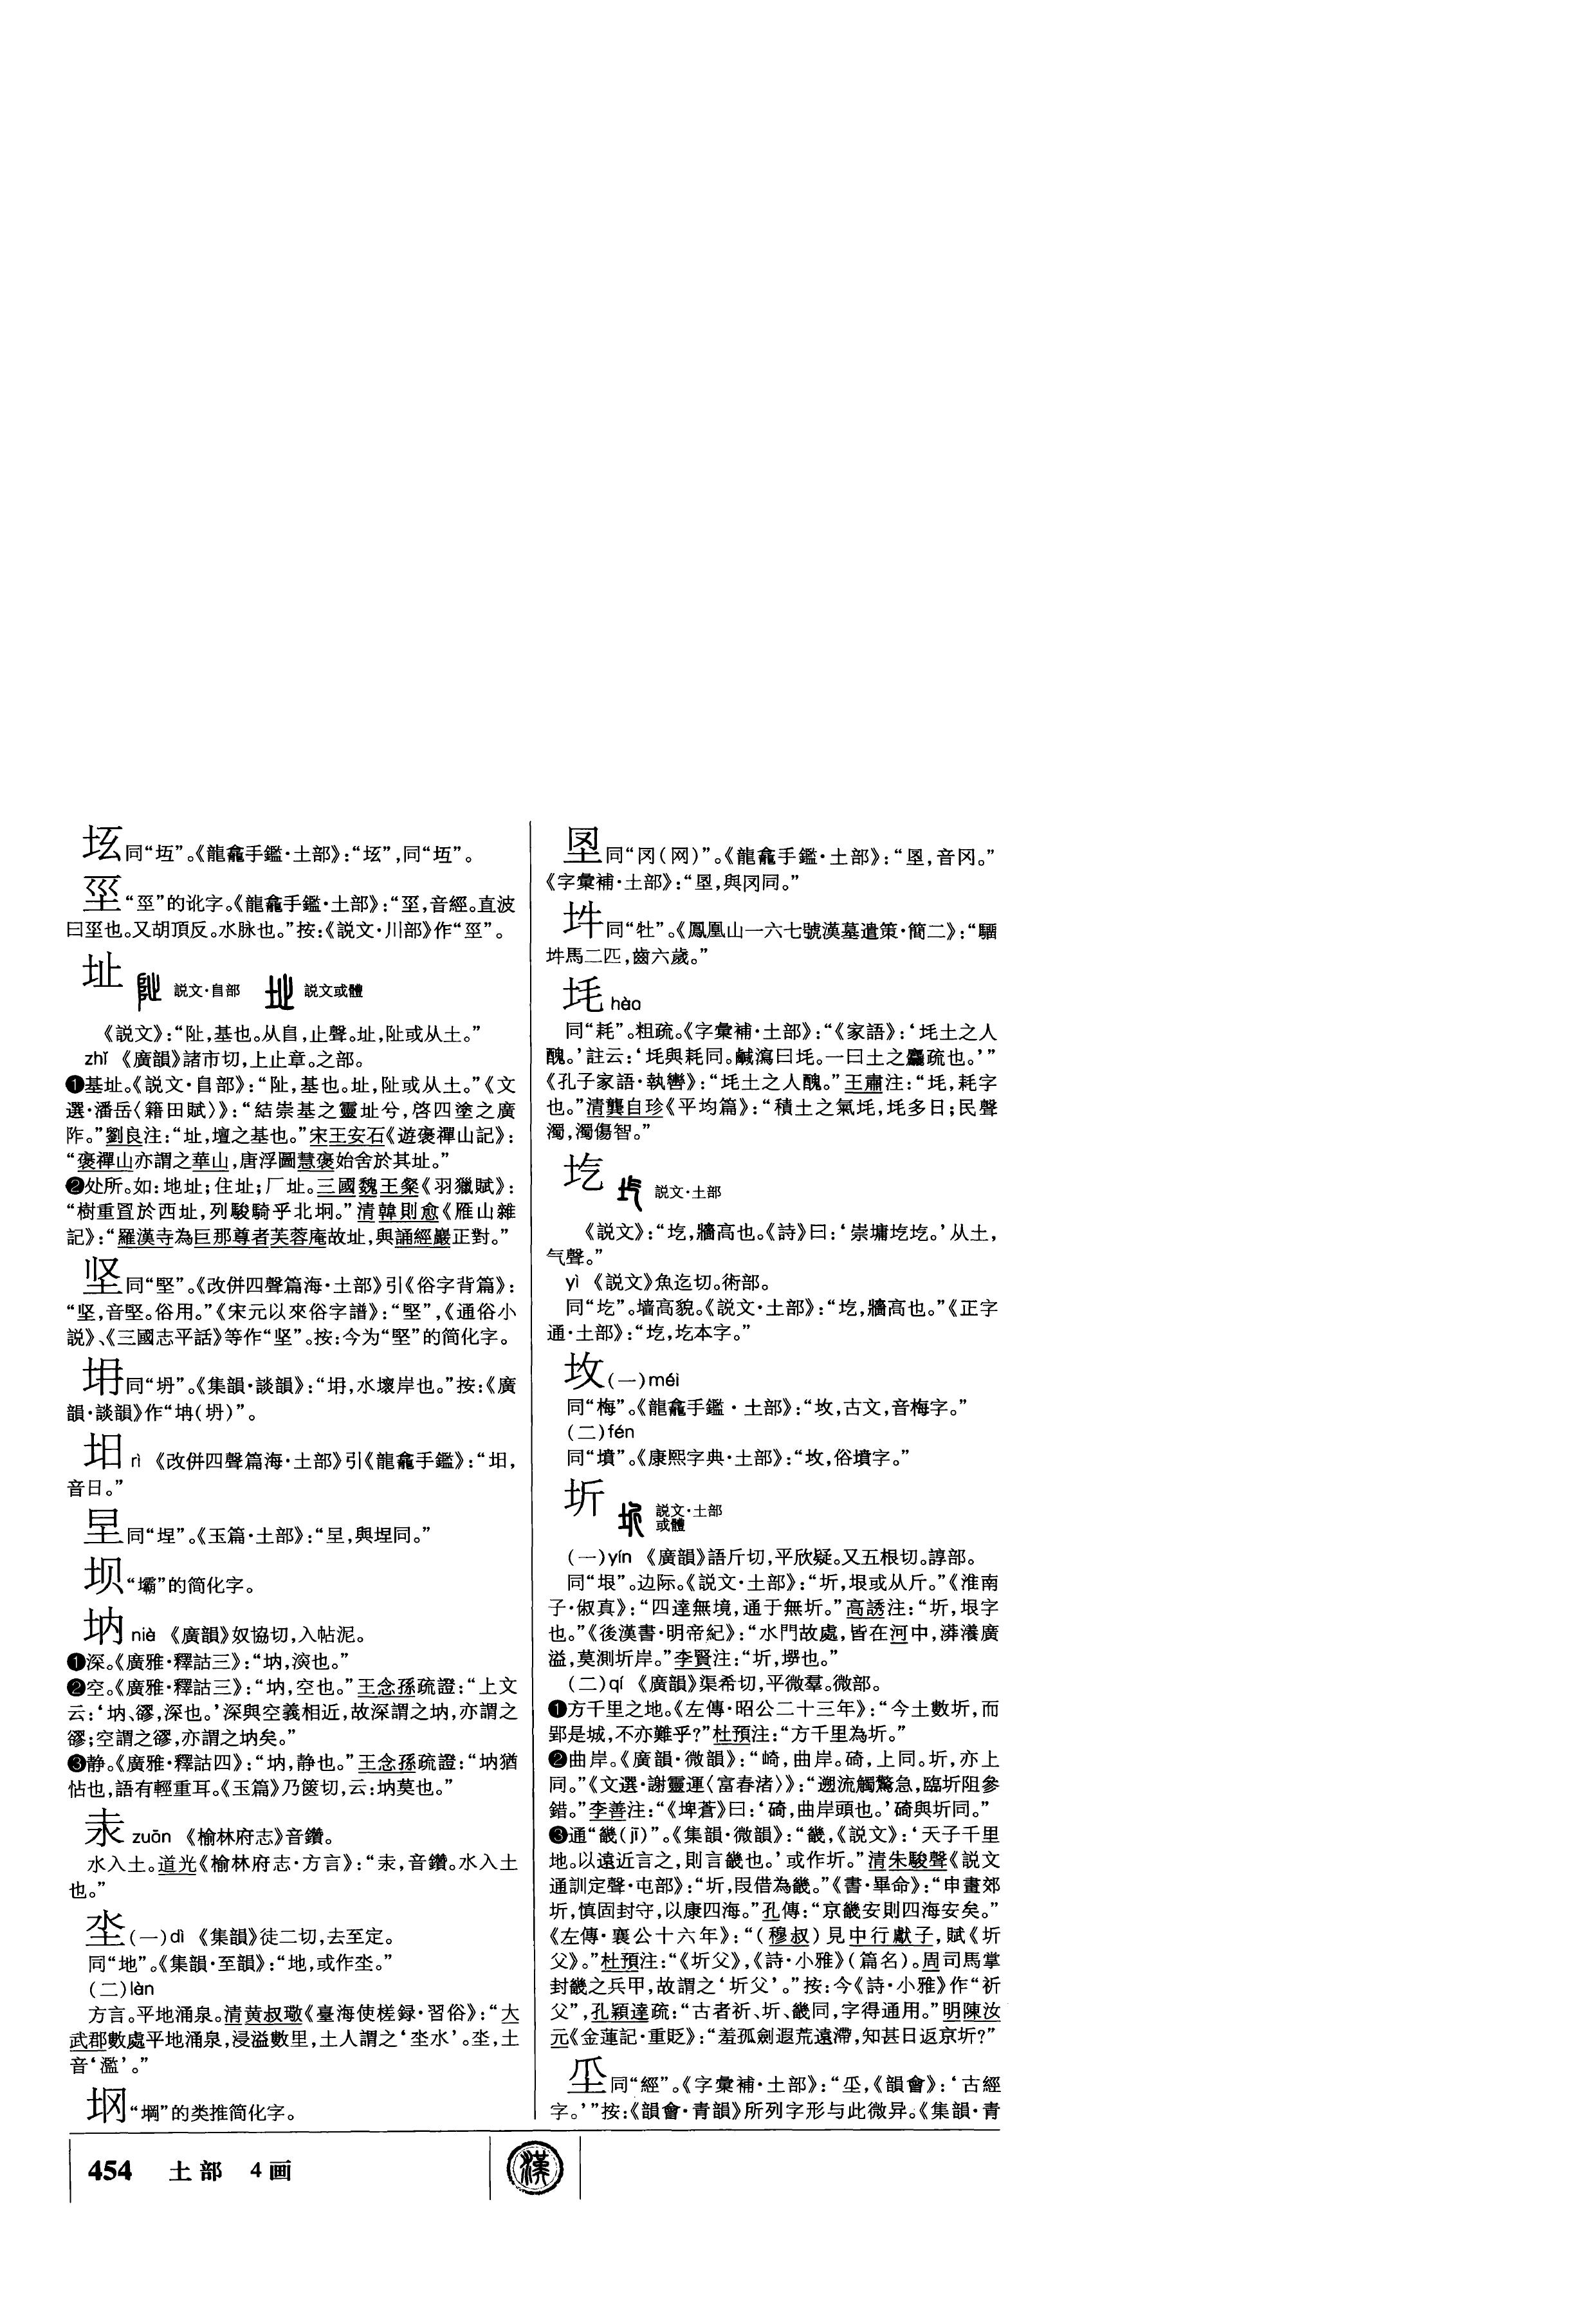 坹同“坘”。《龍龕手鑑·土部》:“坹”,同“坘”。
坙“巠”的讹字。《龍龕手鑑·土部》:“坙,音經。直波
曰坙也。又胡頂反。水脉也。”按:《説文·川部》作“巠”。
址 説文·𨸏部 説文或體
《説文》:“阯,基也。从𨸏,止聲。址,阯或从土。”
zhǐ 《廣韻》諸市切,上止章。之部。
❶基址。《説文·𨸏部》:“阯,基也。址,阯或从土。”《文
選·潘岳〈籍田賦〉》:“結崇基之靈址兮,啓四塗之廣
阼。”劉良注:“址,壇之基也。”宋王安石《遊褒禪山記》:
“褒禪山亦謂之華山,唐浮圖慧褒始舍於其址。”
❷处所。如:地址;住址;厂址。三國魏王粲《羽獵賦》:
“樹重罝於西址,列駿騎乎北坰。”清韓則愈《雁山雜
記》:“羅漢寺為巨那尊者芙蓉庵故址,與誦經巖正對。”
坚同“堅”。《改併四聲篇海·土部》引《俗字背篇》:
“坚,音堅。俗用。”《宋元以來俗字譜》:“堅”,《通俗小
説》、《三國志平話》等作“坚”。按:今为“堅”的简化字。
坍同“坍”。《集韻·談韻》:“坍,水壞岸也。”按:《廣
韻·談韻》作“坍(坍)”。
𡉭 rì 《改併四聲篇海·土部》引《龍龕手鑑》:“𡉭,
音日。”
圼同“埕”。《玉篇·土部》:“圼,與埕同。”
坝“壩”的简化字。
㘨 niè 《廣韻》奴協切,入帖泥。
❶深。《廣雅·釋詁三》:“㘨,深也。”
❷空。《廣雅·釋詁三》:“㘨,空也。”王念孫疏證:“上文
云:‘㘨、窷,深也。’深與空義相近,故深謂之㘨,亦謂之
窷;空謂之窷,亦謂之㘨矣。”
❸静。《廣雅·釋詁四》:“㘨,静也。”王念孫疏證:“㘨猶
怗也,語有輕重耳。《玉篇》乃箧切,云:㘨莫也。”
汖 zuān 《榆林府志》音鑽。
水入土。道光《榆林府志·方言》:“汖,音鑽。水入土
也。”
坔(一)dì 《集韻》徒二切,去至定。
同“地”。《集韻·至韻》:“地,或作坔。”
(二)làn
方言。平地涌泉。清黄叔璥《臺海使槎録·習俗》:“大
武郡數處平地涌泉,浸溢數里,土人謂之‘坔水’。坔,土
音‘濫’。”
㘵“堈”的类推简化字。
𡇈同“冈(网)”。《龍龕手鑑·土部》:“𡇈,音冈。”
《字彙補·土部》:“𡇈,與冈同。”
㘩同“牡”。《鳳凰山一六七號漢墓遣策·簡二》:“騮
㘩馬二匹,齒六歲。”
㘪 hào
同“耗”。粗疏。《字彙補·土部》:“《家語》:‘㘪土之人
醜。’註云:‘㘪與耗同。鹹瀉曰㘪。一曰土之麤疏也。’”
《孔子家語·執轡》:“㘪土之人醜。”王肅注:“㘪,耗字
也。”清龔自珍《平均篇》:“積土之氣㘪,㘪多日;民聲
濁,濁傷智。”
圪 説文·土部
《説文》:“圪,牆高也。《詩》曰:‘崇墉圪圪。’从土,
气聲。”
yì 《説文》魚迄切。術部。
同“圪”。墙高貌。《説文·土部》:“圪,牆高也。”《正字
通·土部》:“圪,圪本字。”
坆(一)méi
同“梅”。《龍龕手鑑·土部》:“坆,古文,音梅字。”
(二)fén
同“墳”。《康熙字典·土部》:“坆,俗墳字。”
圻 説文·土部
或體
(一)yín 《廣韻》語斤切,平欣疑。又五根切。諄部。
同“垠”。边际。《説文·土部》:“圻,垠或从斤。”《淮南
子·俶真》:“四達無境,通于無圻。”高誘注:“圻,垠字
也。”《後漢書·明帝紀》:“水門故處,皆在河中,漭瀁廣
溢,莫測圻岸。”李賢注:“圻,堮也。”
(二)qí 《廣韻》渠希切,平微羣。微部。
❶方千里之地。《左傳·昭公二十三年》:“今土數圻,而
郢是城,不亦難乎?”杜預注:“方千里為圻。”
❷曲岸。《廣韻·微韻》:“崎,曲岸。碕,上同。圻,亦上
同。”《文選·謝靈運〈富春渚〉》:“遡流觸驚急,臨圻阻參
錯。”李善注:“《埤蒼》曰:‘碕,曲岸頭也。’碕與圻同。”
❸通“畿(jī)”。《集韻·微韻》:“畿,《説文》:‘天子千里
地。以遠近言之,則言畿也。’或作圻。”清朱駿聲《説文
通訓定聲·屯部》:“圻,叚借為畿。”《書·畢命》:“申畫郊
圻,慎固封守,以康四海。”孔傳:“京畿安則四海安矣。”
《左傳·襄公十六年》:“(穆叔)見中行獻子,賦《圻
父》。”杜預注:“《圻父》,《詩·小雅》(篇名)。周司馬掌
封畿之兵甲,故謂之‘圻父’。”按:今《詩·小雅》作“祈
父”,孔穎達疏:“古者祈、圻、畿同,字得通用。”明陳汝
元《金蓮記·重貶》:“羞孤劍遐荒遠滯,知甚日返京圻?”
同“經”。《字彙補·土部》:“《韻會》:‘古經
字。’”按:《韻會·青韻》所列字形与此微异。《集韻·青
454 土部 4画
漢